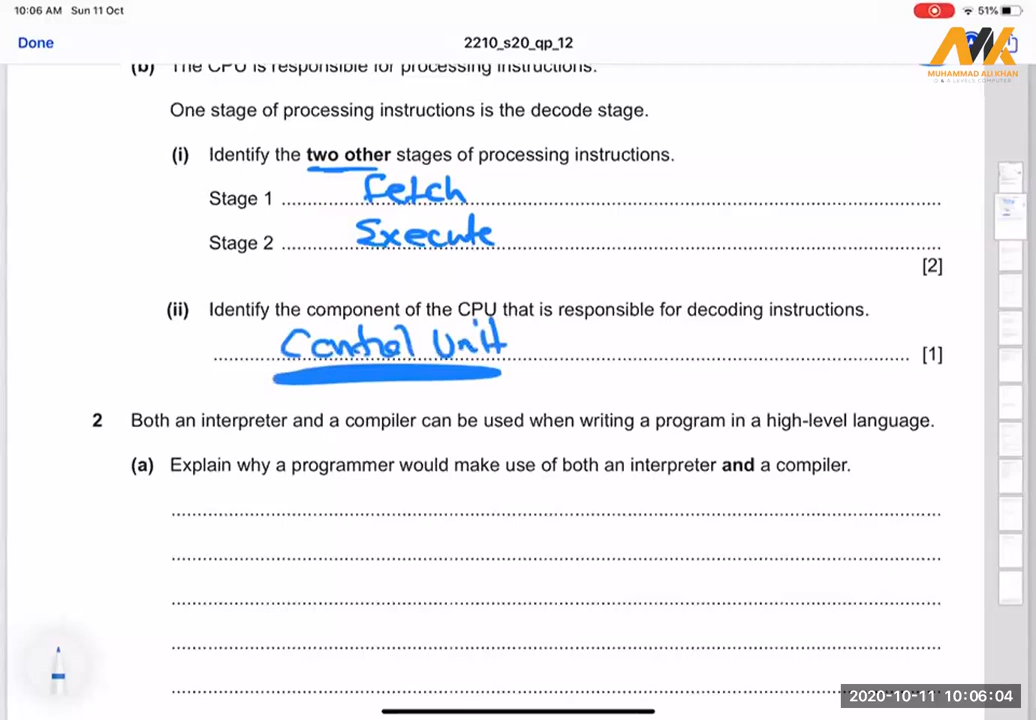 10:06 AM Sun 11 Oct
51%
Done
2210_s20_qp_12
MUHAMMAD ALI KHAN
O & A LEVELS COMPUTER
(b) The CPU is responsible for processing instructions.
One stage of processing instructions is the decode stage.
(i) Identify the two other stages of processing instructions.
Stage 1 Fetch
Stage 2 Execute
[2]
(ii) Identify the component of the CPU that is responsible for decoding instructions.
Control Unit [1]
2 Both an interpreter and a compiler can be used when writing a program in a high-level language.
(a) Explain why a programmer would make use of both an interpreter and a compiler.
2020-10-11 10:06:04